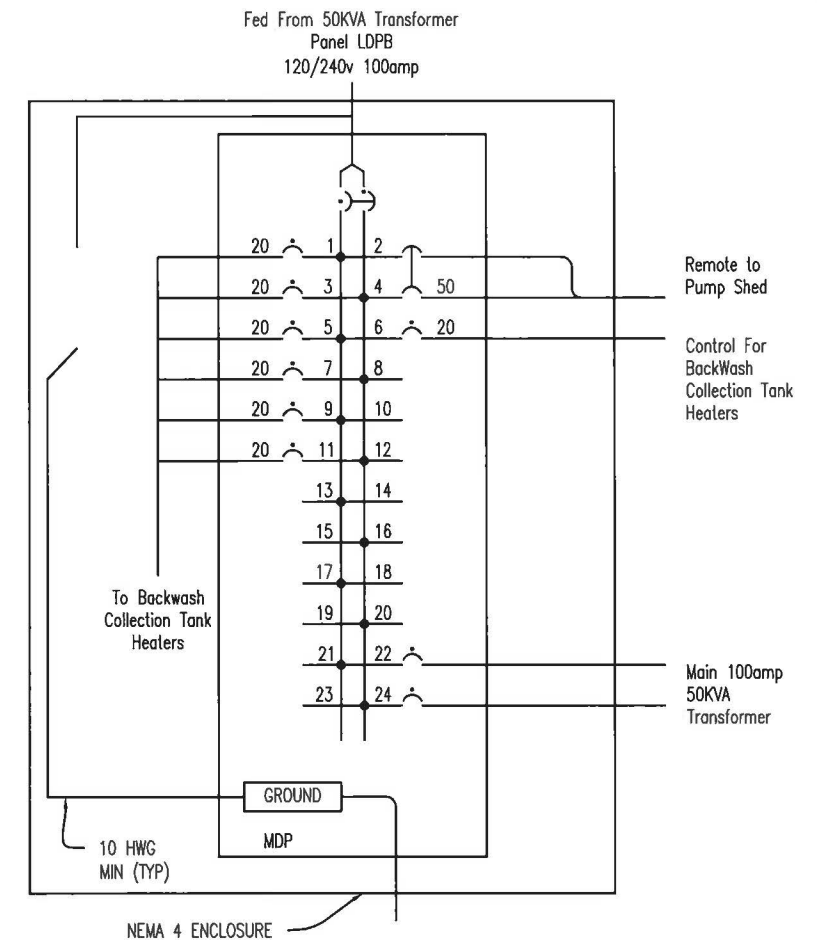 Fed From 50KVA Transformer
Panel LDPB
120/240v 100amp
20 1 2
20 3 4 50
20 5 6 20
20 7 8
20 9 10
20 11 12
13 14
15 16
17 18
19 20
21 22
23 24
Remote to
Pump Shed
Control For
BackWash
Collection Tank
Heaters
To Backwash
Collection Tank
Heaters
Main 100amp
50KVA
Transformer
GROUND
MDP
10 HWG
MIN (TYP)
NEMA 4 ENCLOSURE